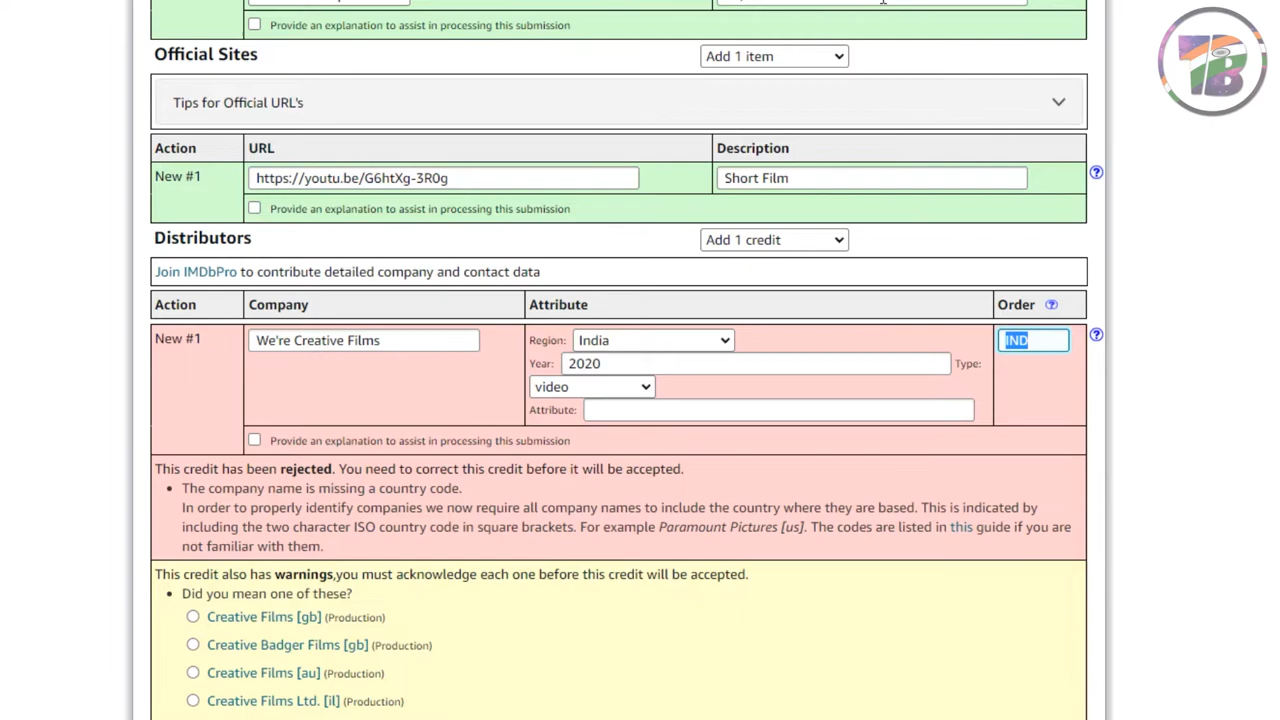 Provide an explanation to assist in processing this submission
Official Sites
Add 1 item
Tips for Official URL's
Action URL Description
New #1 https://youtu.be/G6htXg-3R0g Short Film
Provide an explanation to assist in processing this submission
Distributors
Add 1 credit
Join IMDbPro to contribute detailed company and contact data
Action Company Attribute Order
New #1 We're Creative Films Region: India IND
Year: 2020 Type:
video
Attribute:
Provide an explanation to assist in processing this submission
This credit has been rejected. You need to correct this credit before it will be accepted.
The company name is missing a country code.
In order to properly identify companies we now require all company names to include the country where they are based. This is indicated by
including the two character ISO country code in square brackets. For example Paramount Pictures [us]. The codes are listed in this guide if you are
not familiar with them.
This credit also has warnings,you must acknowledge each one before this credit will be accepted.
Did you mean one of these?
Creative Films [gb] (Production)
Creative Badger Films [gb] (Production)
Creative Films [au] (Production)
Creative Films Ltd. [il] (Production)